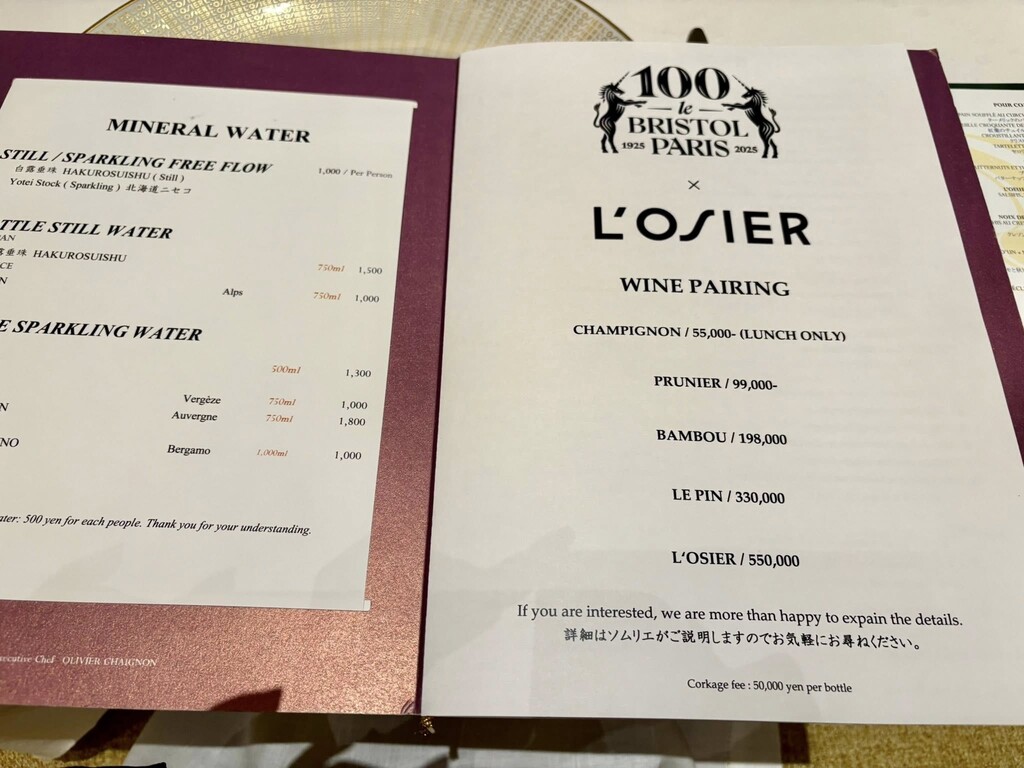 MINERAL WATER
STILL / SPARKLING FREE FLOW
1,000 / Per Person
白露垂珠 HAKUROSUISHU ( Still )
Yotei Stock ( Sparkling ) 北海道ニセコ
TTLE STILL WATER
AN
露垂珠 HAKUROSUISHU
750ml 1,500
CE
N Alps 750ml 1,000
E SPARKLING WATER
500ml 1,300
Vergèze 750ml 1,000
N Auvergne 750ml 1,800
NO Bergamo 1,000ml 1,000
ater: 500 yen for each people. Thank you for your understanding.
xecutive Chef OLIVIER CHAIGNON
100
le
BRISTOL
1925 PARIS 2025
×
L'OSIER
WINE PAIRING
CHAMPIGNON / 55,000- (LUNCH ONLY)
PRUNIER / 99,000-
BAMBOU / 198,000
LE PIN / 330,000
L'OSIER / 550,000
If you are interested, we are more than happy to expain the details.
詳細はソムリエがご説明しますのでお気軽にお尋ねください。
Corkage fee : 50,000 yen per bottle
POUR CO